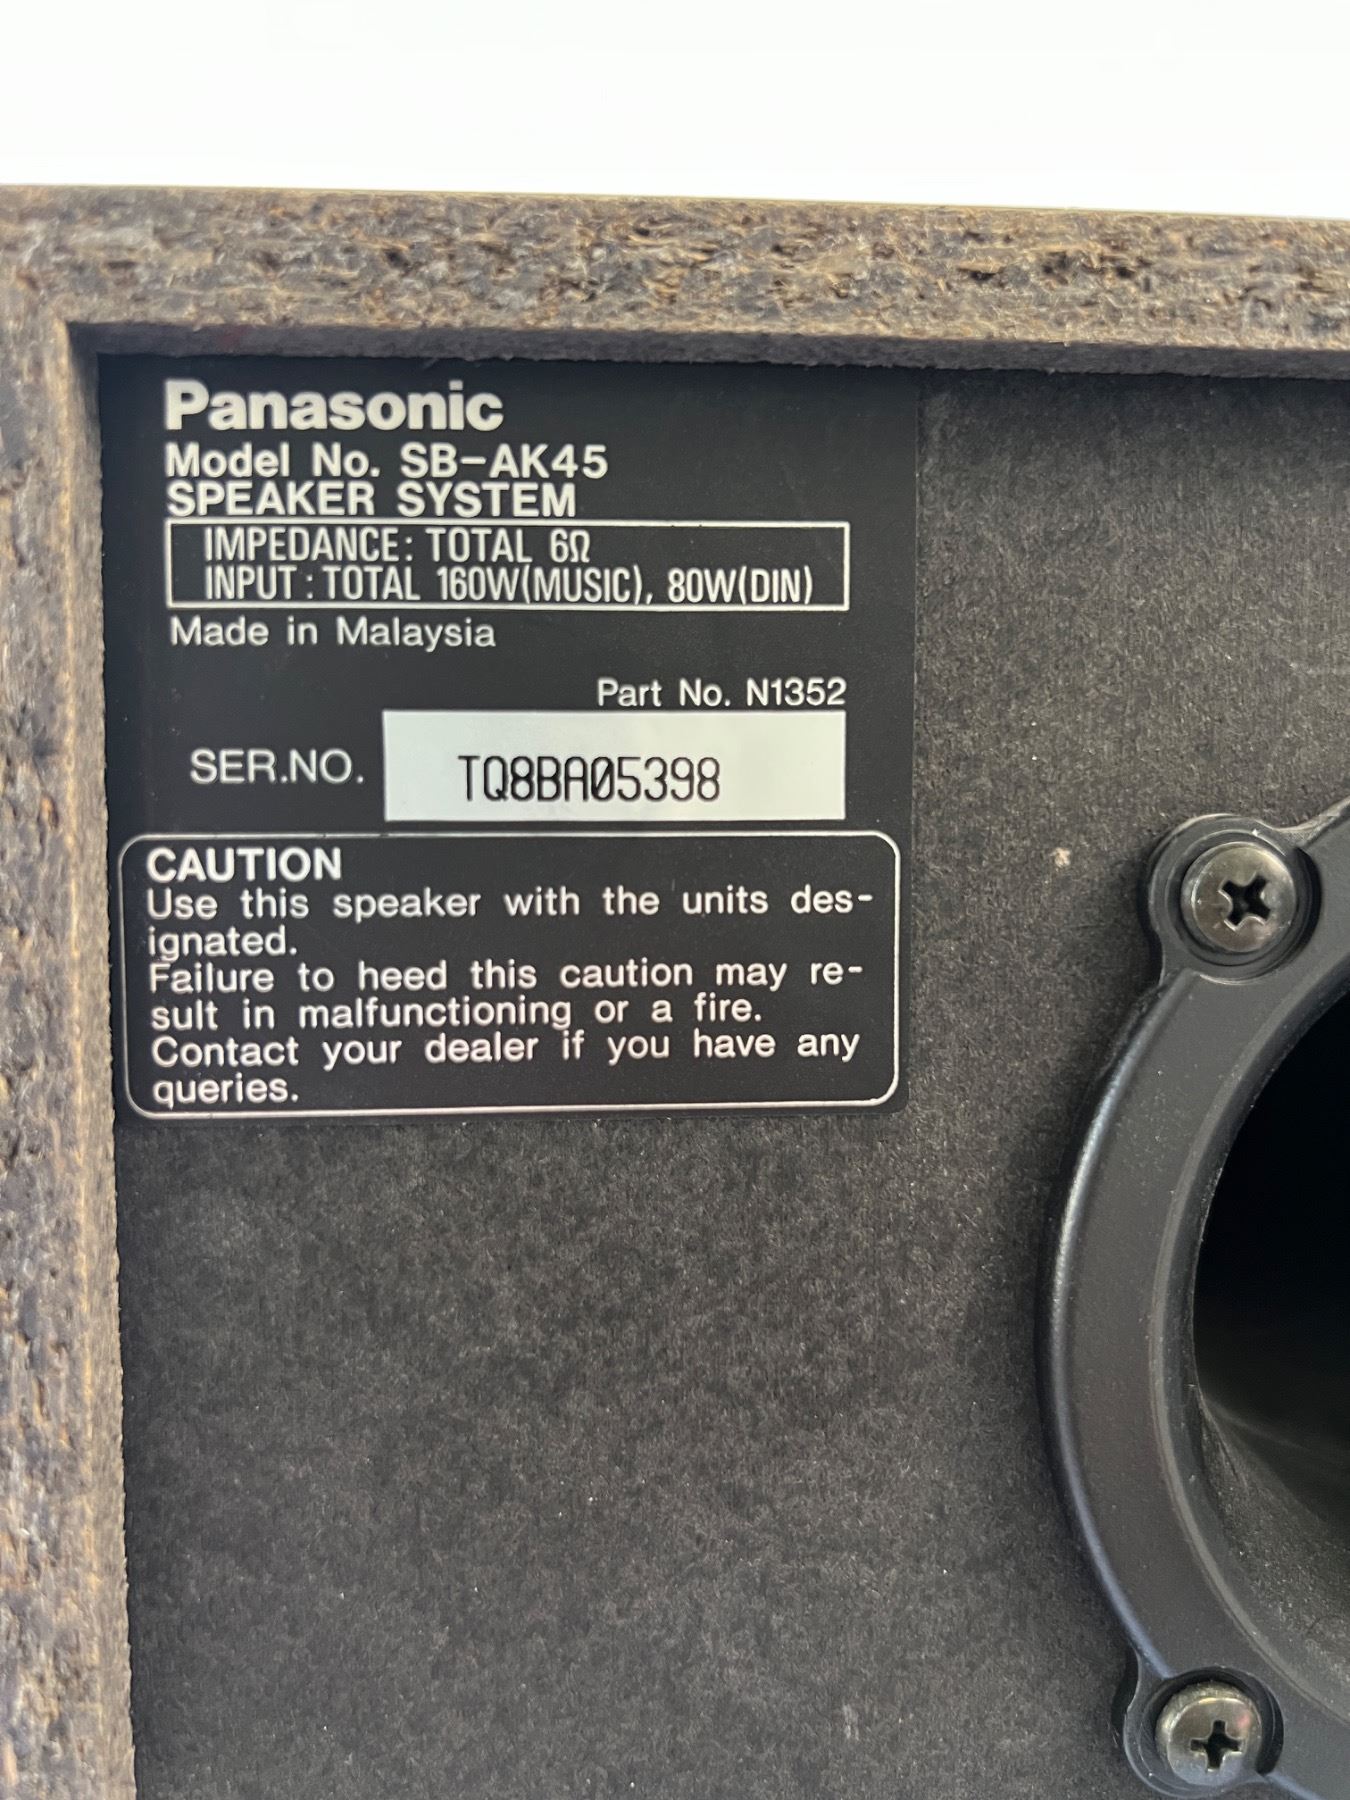 Panasonic
Model No. SB-AK45
SPEAKER SYSTEM
IMPEDANCE: TOTAL 6Ω
INPUT: TOTAL 160W(MUSIC), 80W(DIN)
Made in Malaysia
Part No. N1352
SER.NO. TQ8BA05398
CAUTION
Use this speaker with the units des-
ignated.
Failure to heed this caution may re-
sult in malfunctioning or a fire.
Contact your dealer if you have any
queries.